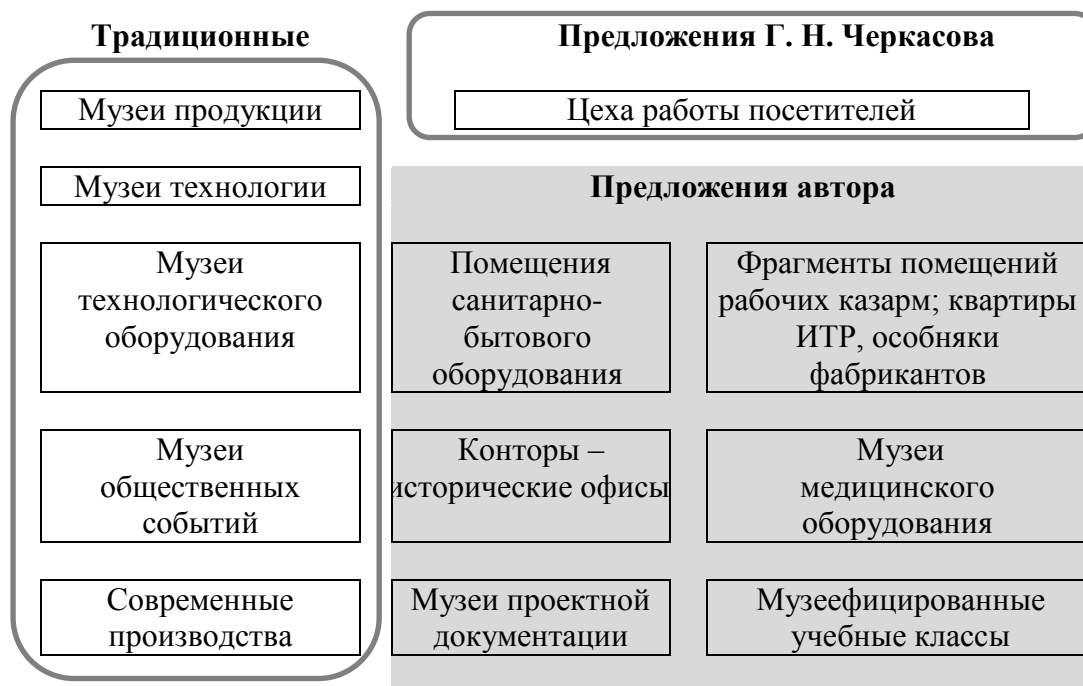 Традиционные
Музеи продукции
Музеи технологии
Музеи
технологического
оборудования
Музеи
общественных
событий
Современные
производства
Предложения Г. Н. Черкасова
Цеха работы посетителей
Предложения автора
Помещения
санитарно-
бытового
оборудования
Фрагменты помещений
рабочих казарм; квартиры
ИТР, особняки
фабрикантов
Конторы –
исторические офисы
Музеи
медицинского
оборудования
Музеи проектной
документации
Музеефицированные
учебные классы